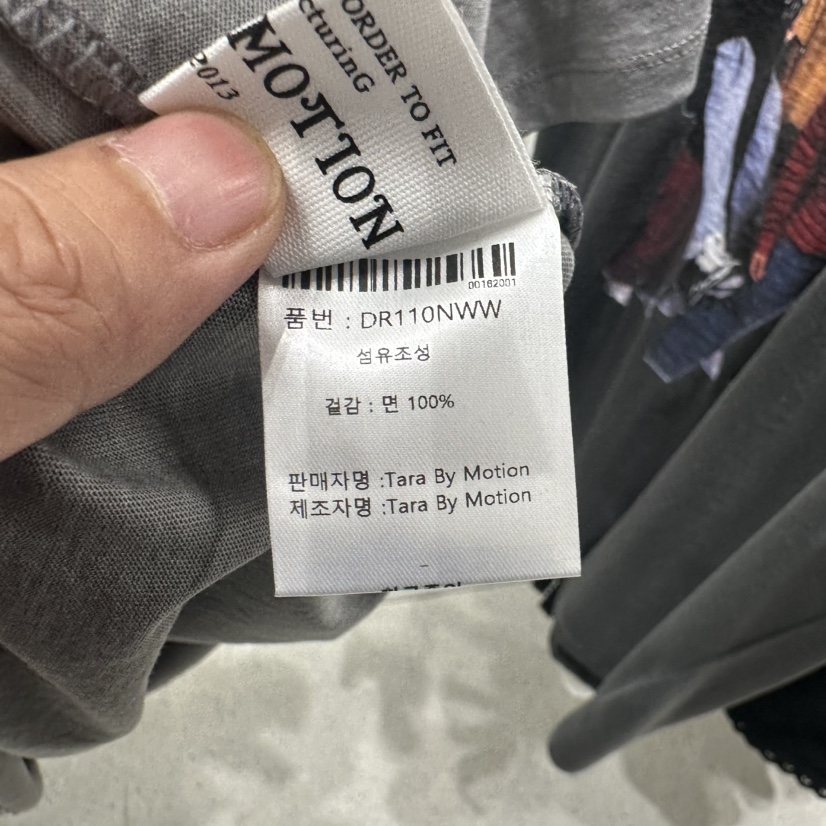 ORDER TO FIT
cturinG
MOTION
2013
00162001
품번 : DR110NWW
섬유조성
겉감 : 면 100%
판매자명 :Tara By Motion
제조자명 :Tara By Motion
-